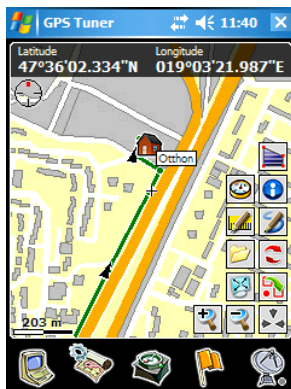 GPS Tuner 11:40
Latitude Longitude
47°36'02.334"N 019°03'21.987"E
Otthon
203 m